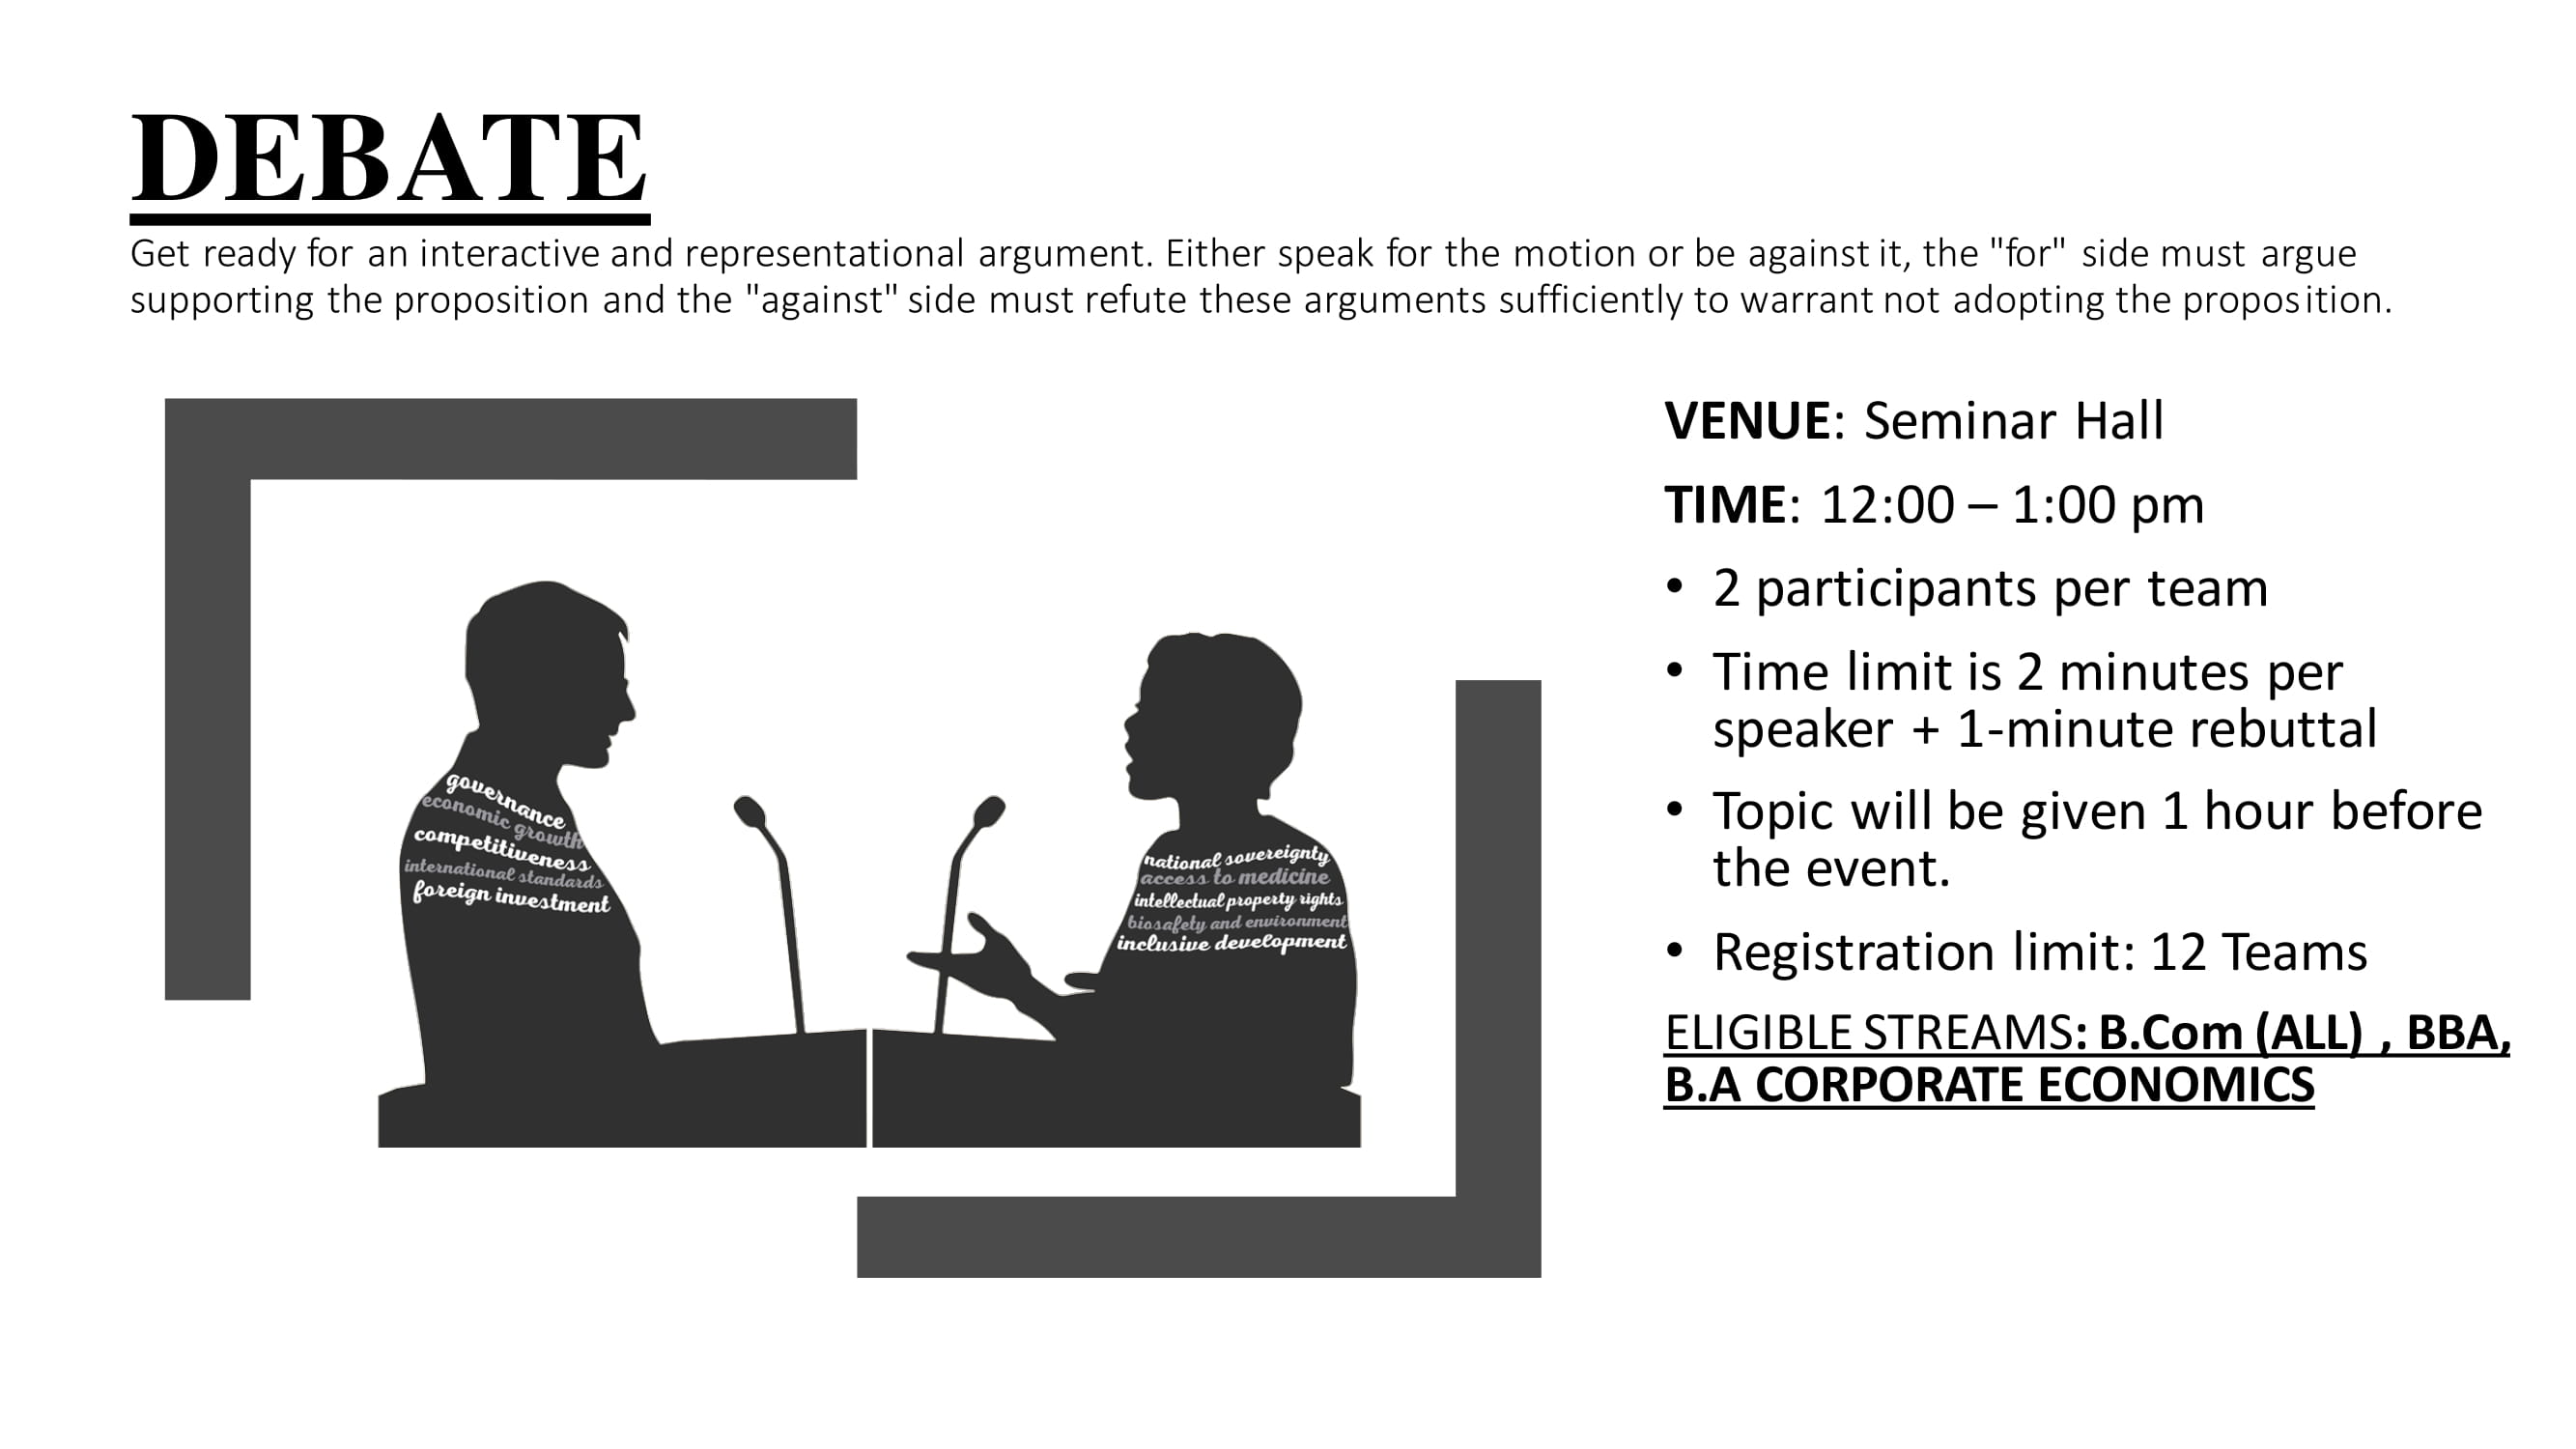 DEBATE
Get ready for an interactive and representational argument. Either speak for the motion or be against it, the "for" side must argue
supporting the proposition and the "against" side must refute these arguments sufficiently to warrant not adopting the proposition.
governance
economic growth
competitiveness
international standards
foreign investment
national sovereignty
access to medicine
intellectual property rights
biosafety and environment
inclusive development
VENUE: Seminar Hall
TIME: 12:00 – 1:00 pm
• 2 participants per team
• Time limit is 2 minutes per
speaker + 1-minute rebuttal
• Topic will be given 1 hour before
the event.
• Registration limit: 12 Teams
ELIGIBLE STREAMS: B.Com (ALL) , BBA,
B.A CORPORATE ECONOMICS